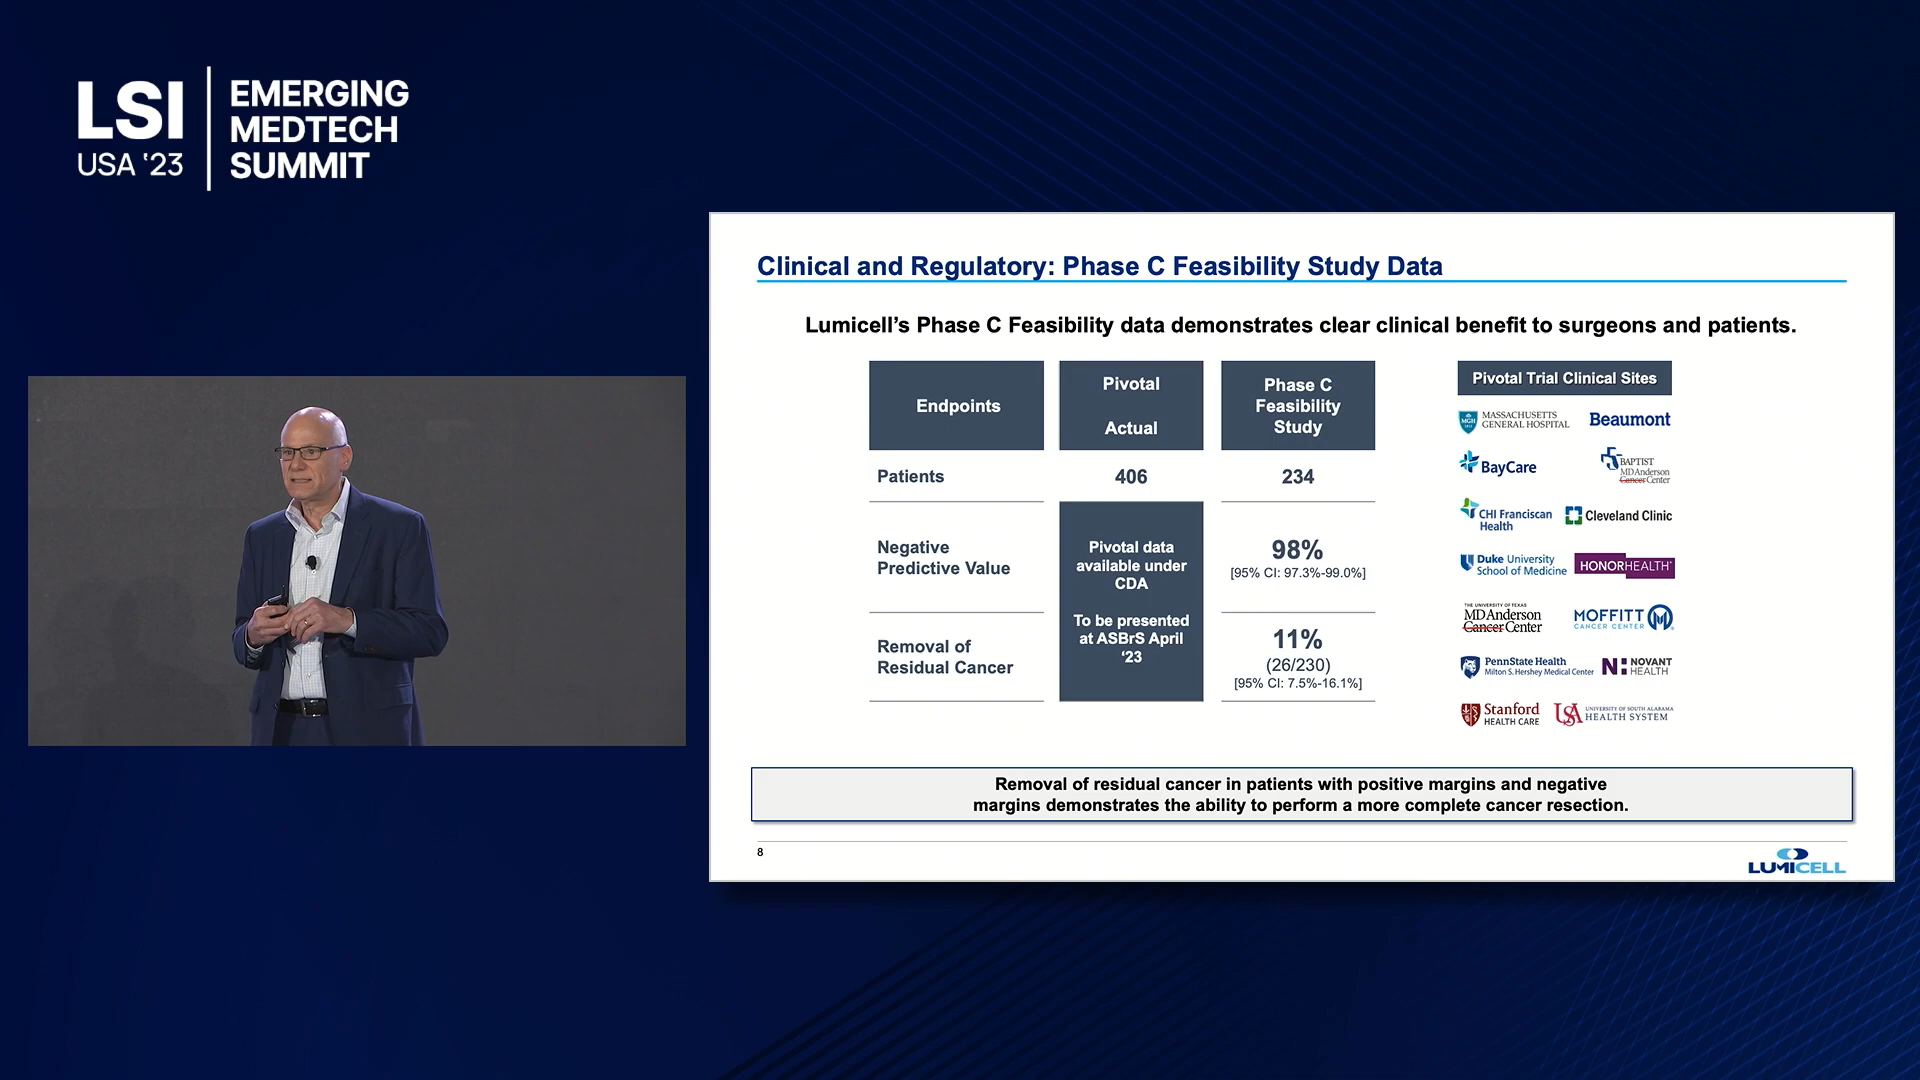 LSI
USA ‘23
EMERGING
MEDTECH
SUMMIT
Clinical and Regulatory: Phase C Feasibility Study Data
Lumicell’s Phase C Feasibility data demonstrates clear clinical benefit to surgeons and patients.
Endpoints
Pivotal
Actual
Phase C
Feasibility
Study
Patients
406
234
Negative
Predictive Value
Pivotal data
available under
CDA
To be presented
at ASBrS April
‘23
98%
[95% CI: 97.3%-99.0%]
Removal of
Residual Cancer
11%
(26/230)
[95% CI: 7.5%-16.1%]
Pivotal Trial Clinical Sites
MGH
MASSACHUSETTS
GENERAL HOSPITAL
Beaumont
BayCare
BAPTIST
MD Anderson
Cancer Center
CHI Franciscan
Health
Cleveland Clinic
Duke University
School of Medicine
HONORHEALTH
THE UNIVERSITY OF TEXAS
MD Anderson
Cancer Center
MOFFITT
CANCER CENTER
PennState Health
Milton S. Hershey Medical Center
NOVANT
HEALTH
Stanford
HEALTH CARE
USA
UNIVERSITY OF SOUTH ALABAMA
HEALTH SYSTEM
Removal of residual cancer in patients with positive margins and negative
margins demonstrates the ability to perform a more complete cancer resection.
8
LUMICELL